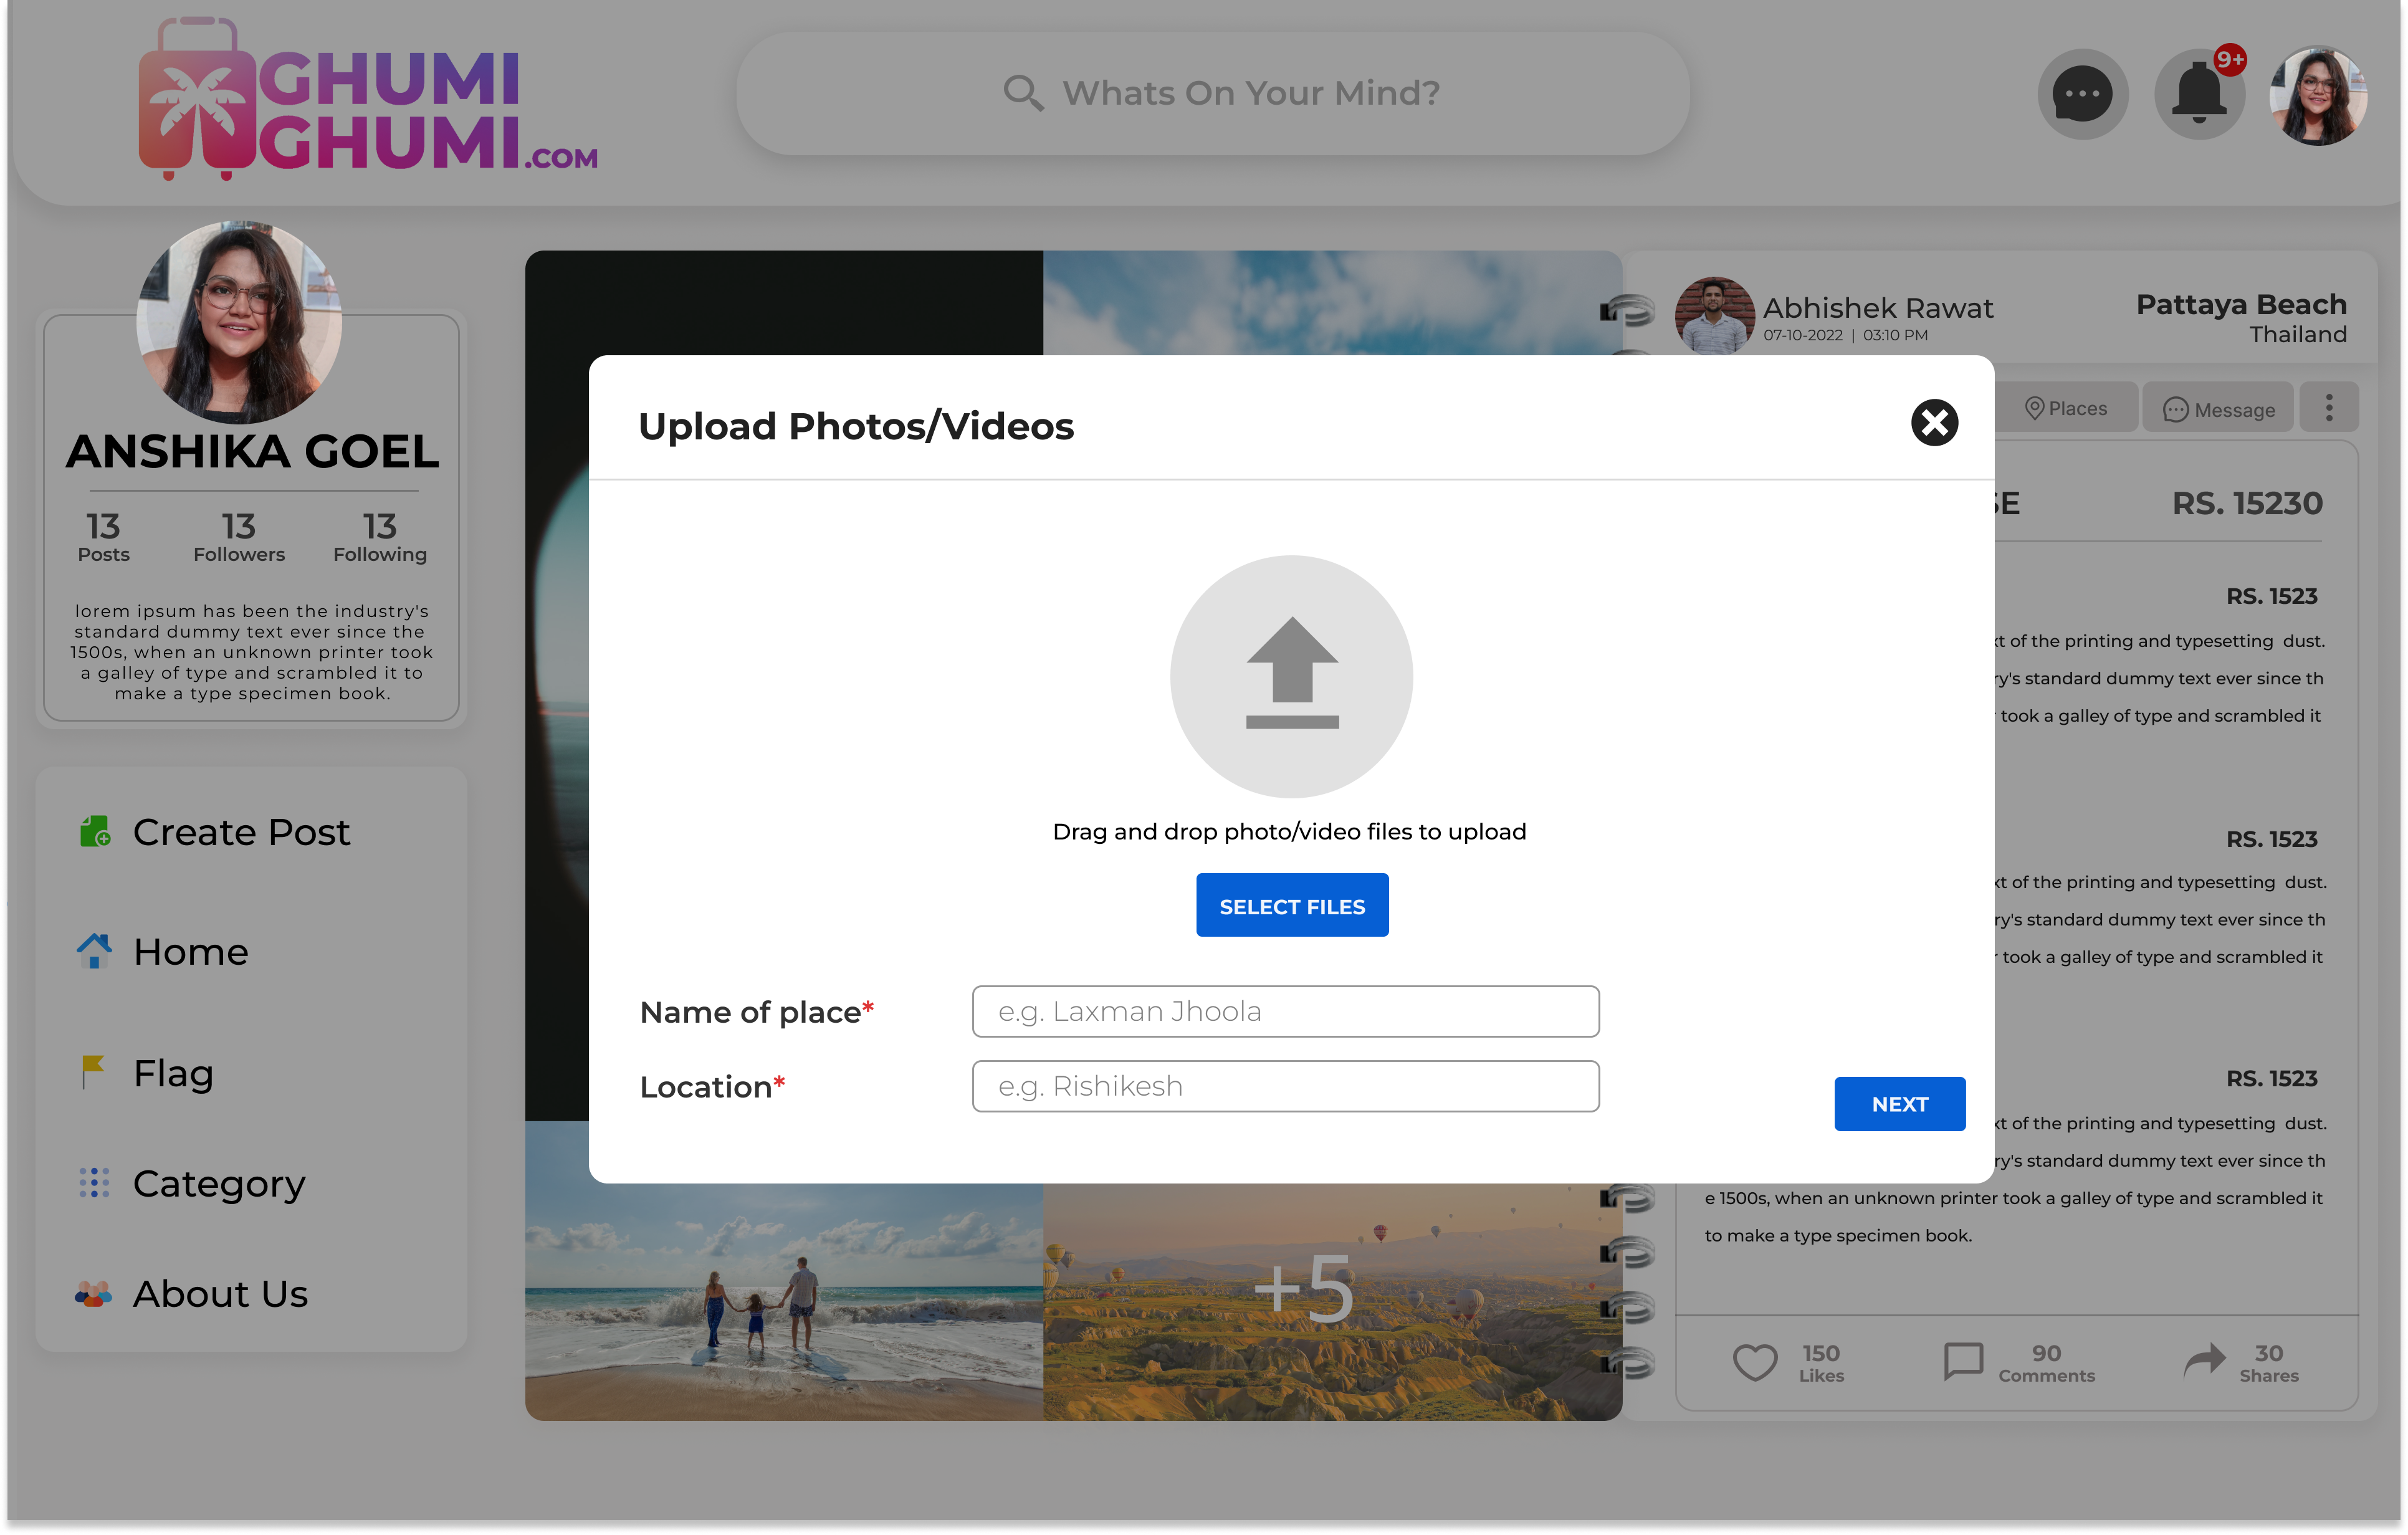 GHUMI
GHUMI.COM
Whats On Your Mind?
9+
ANSHIKA GOEL
13
Posts
13
Followers
13
Following
lorem ipsum has been the industry's
standard dummy text ever since the
1500s, when an unknown printer took
a galley of type and scrambled it to
make a type specimen book.
Create Post
Home
Flag
Category
About Us
Abhishek Rawat
07-10-2022 | 03:10 PM
Pattaya Beach
Thailand
Places
Message
Upload Photos/Videos
Drag and drop photo/video files to upload
SELECT FILES
Name of place*
e.g. Laxman Jhoola
Location*
e.g. Rishikesh
NEXT
RS. 15230
RS. 1523
of the printing and typesetting dust.
standard dummy text ever since th
took a galley of type and scrambled it
RS. 1523
of the printing and typesetting dust.
standard dummy text ever since th
took a galley of type and scrambled it
RS. 1523
of the printing and typesetting dust.
standard dummy text ever since th
e 1500s, when an unknown printer took a galley of type and scrambled it
to make a type specimen book.
+5
150
Likes
90
Comments
30
Shares